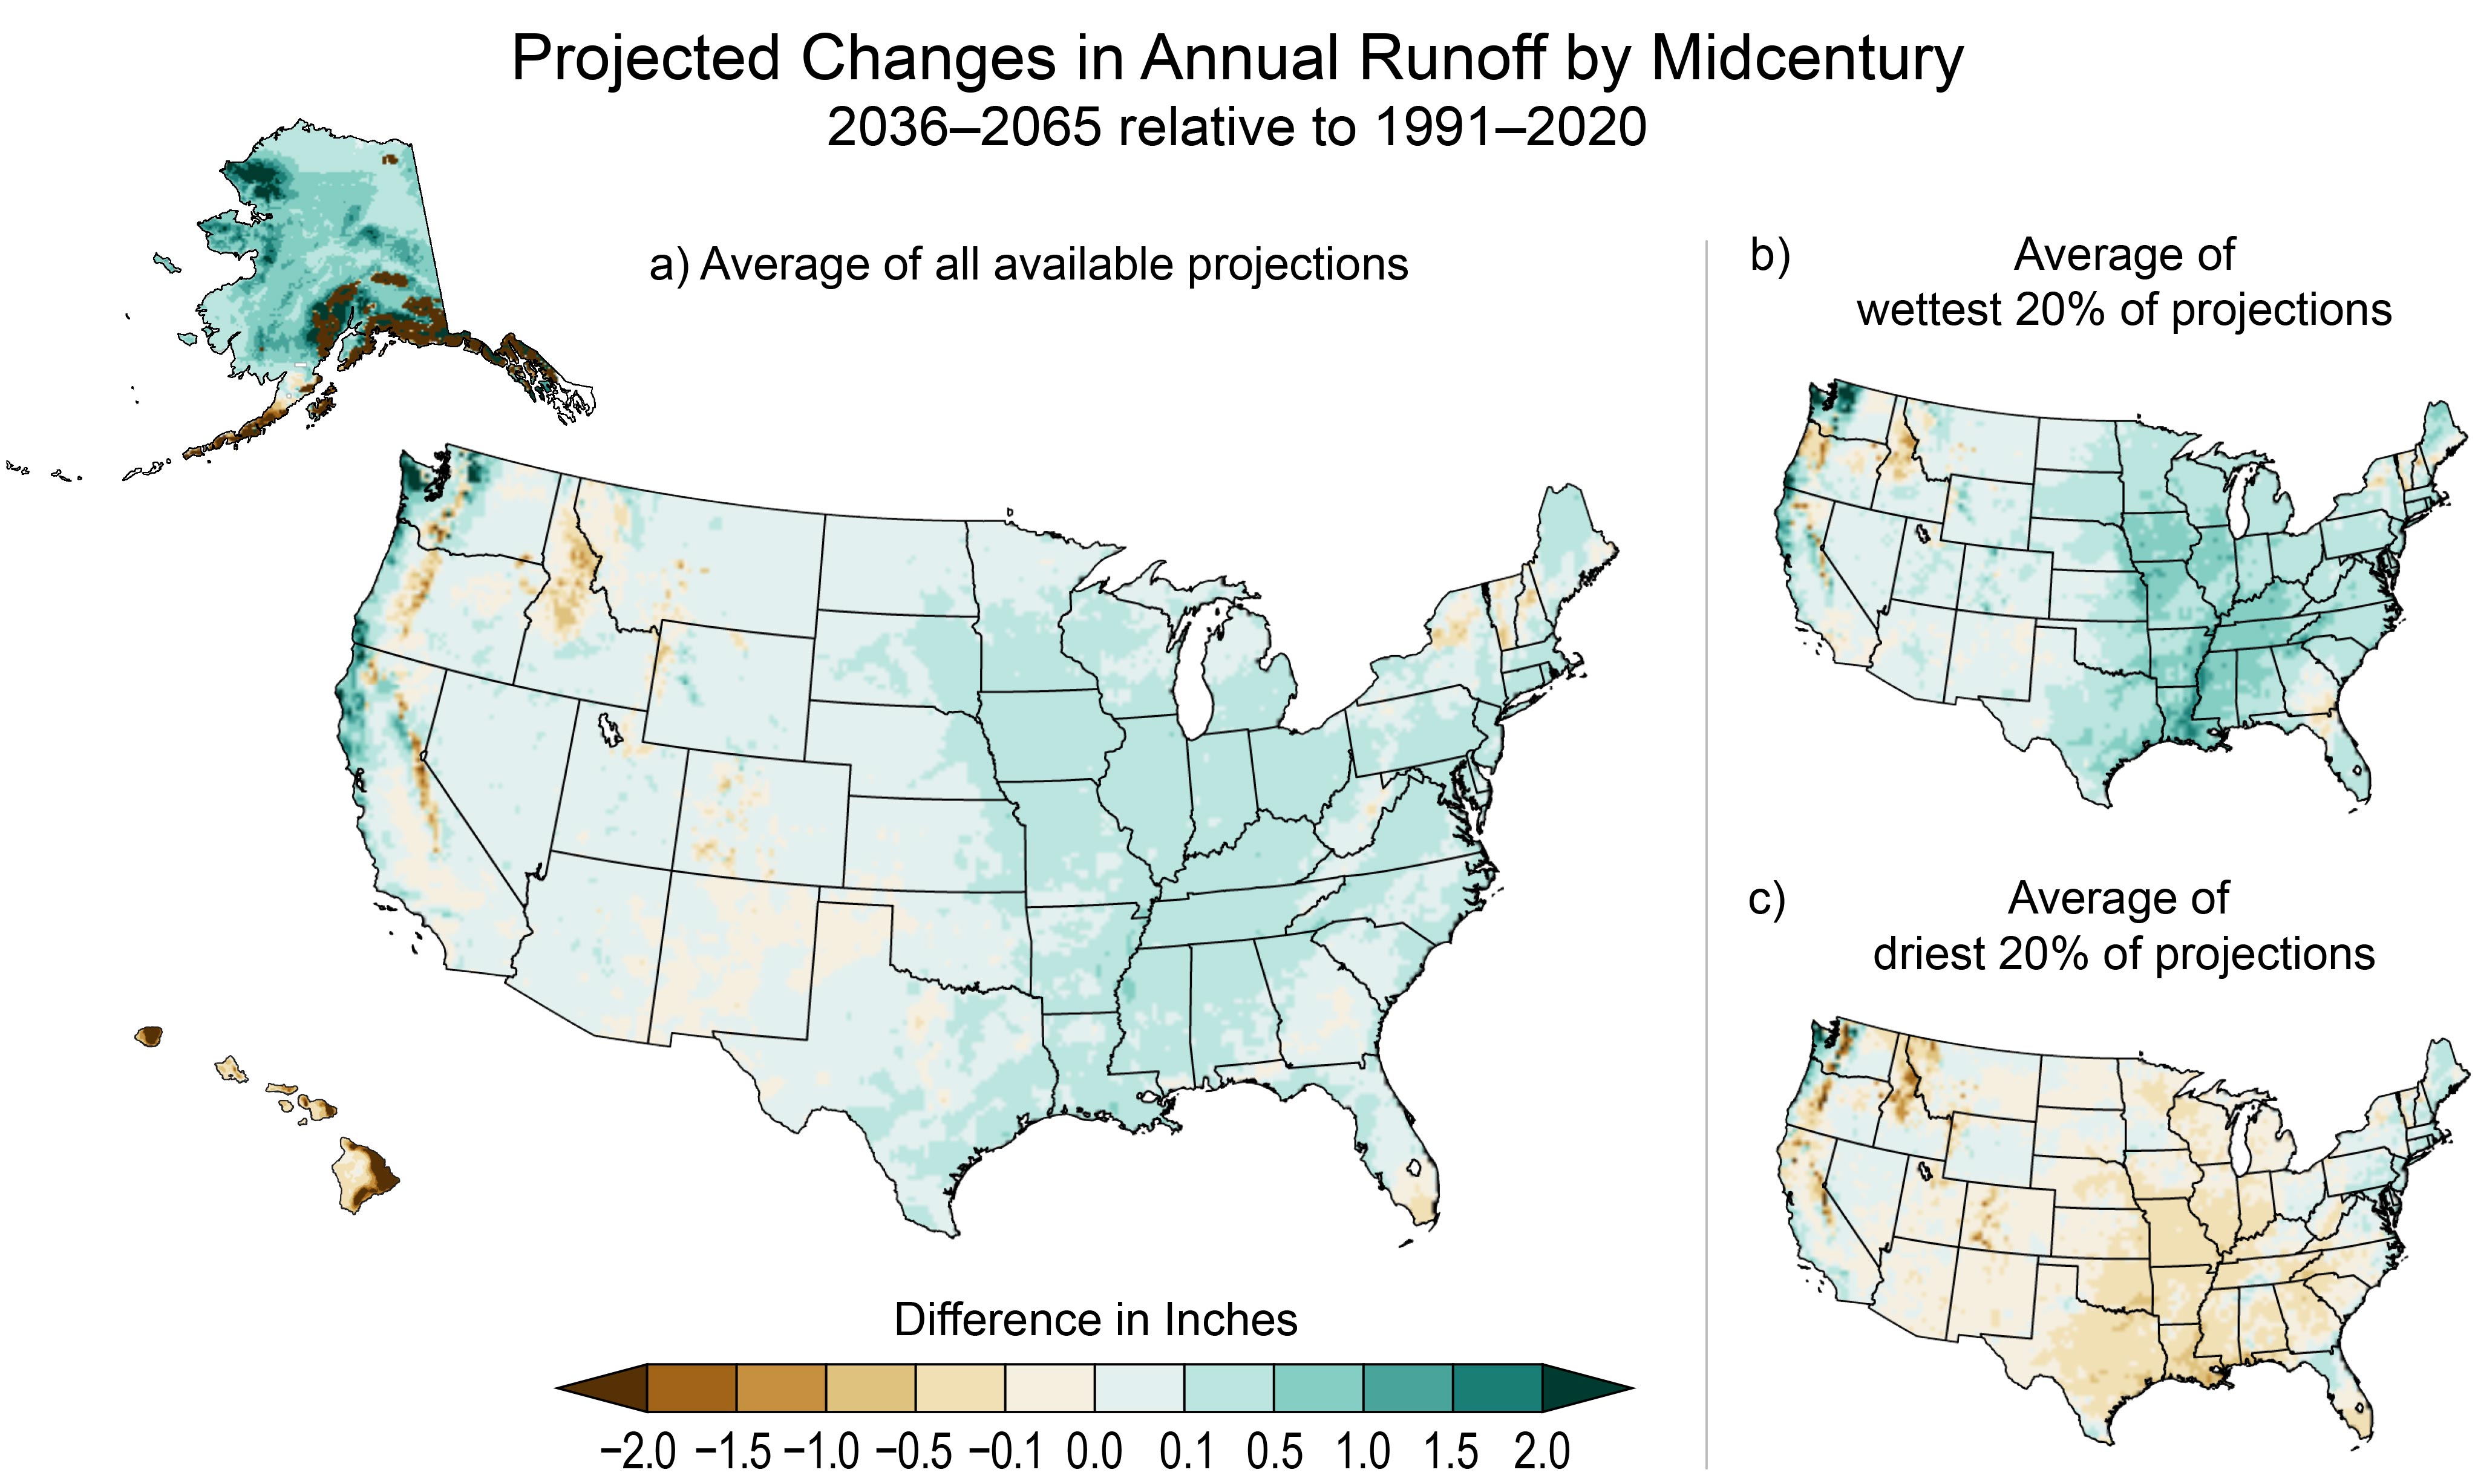 Projected Changes in Annual Runoff by Midcentury
2036–2065 relative to 1991–2020
a) Average of all available projections
b) Average of
wettest 20% of projections
c) Average of
driest 20% of projections
Difference in Inches
−2.0 −1.5 −1.0 −0.5 −0.1 0.0 0.1 0.5 1.0 1.5 2.0